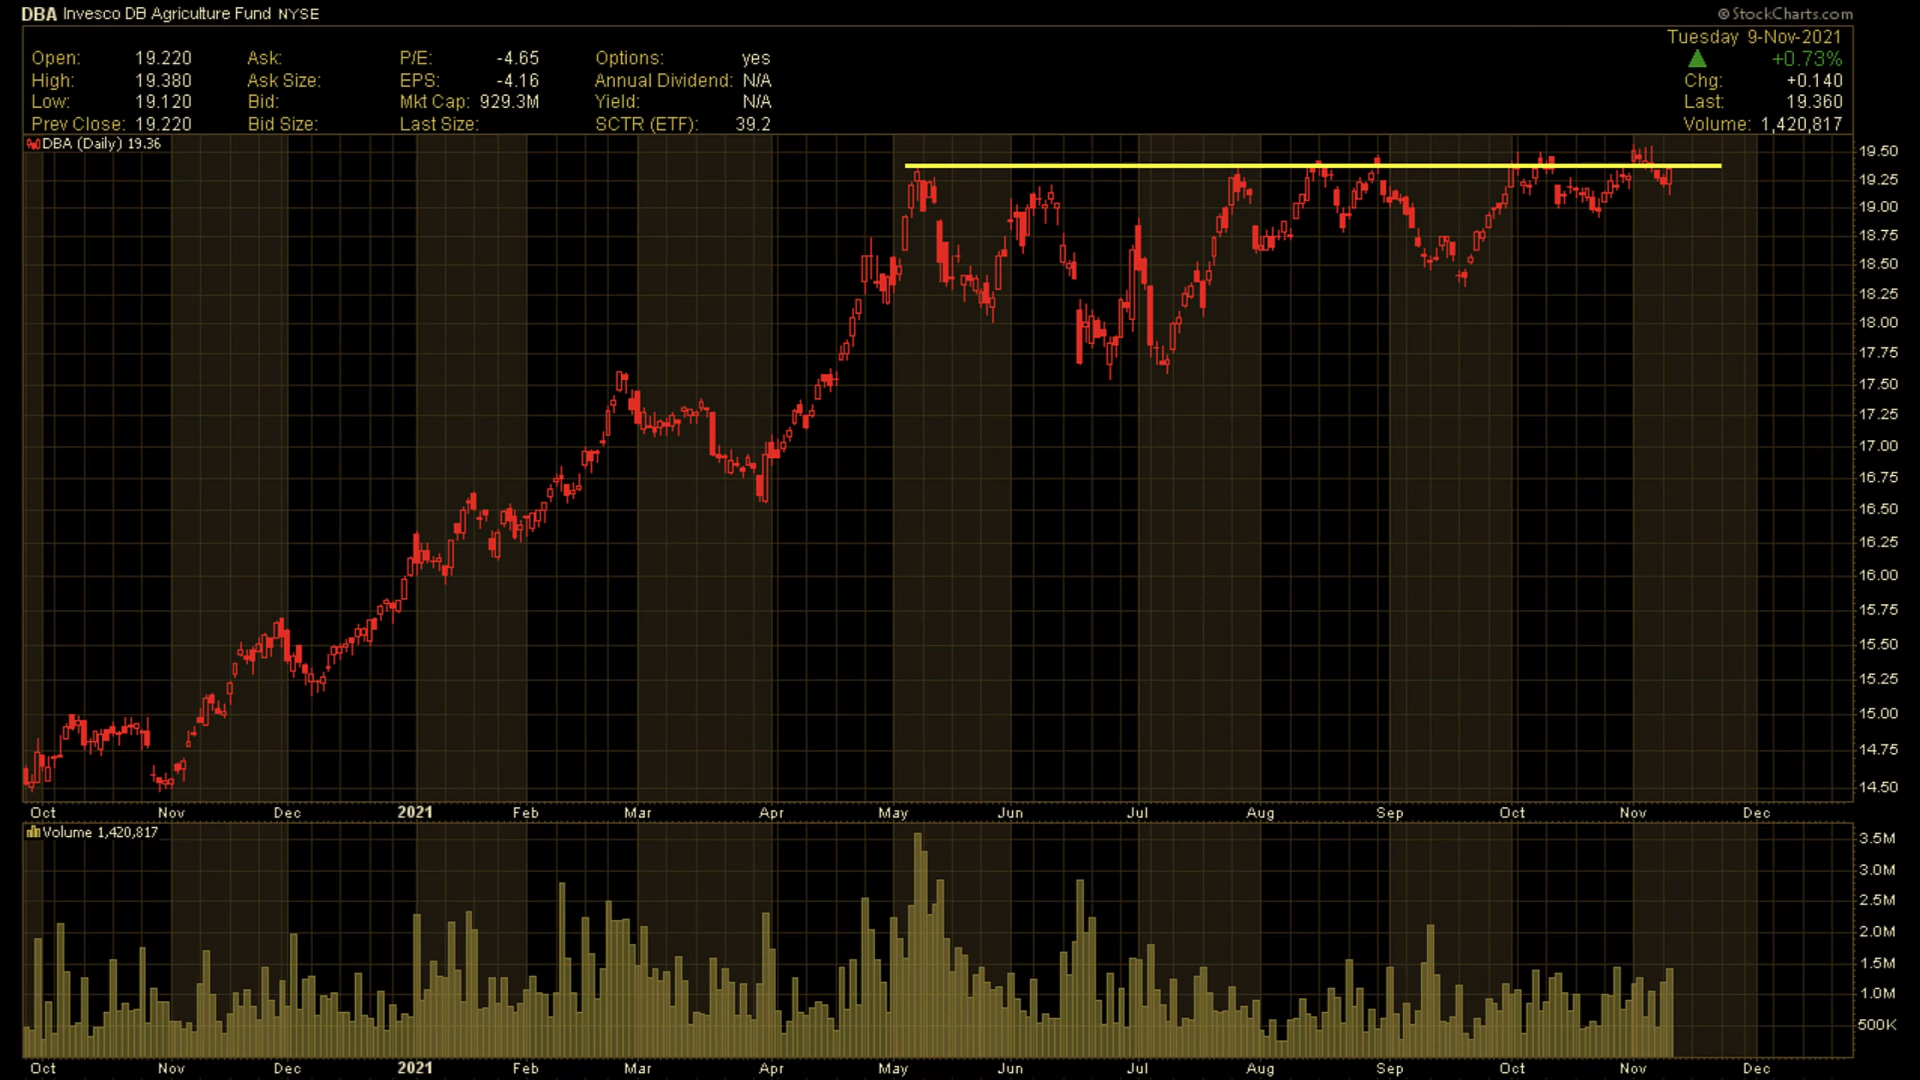 DBA Invesco DB Agriculture Fund NYSE
© StockCharts.com
Tuesday 9-Nov-2021
Open: 19.220 Ask: P/E: -4.65 Options: yes +0.73%
High: 19.380 Ask Size: EPS: -4.16 Annual Dividend: N/A Chg: +0.140
Low: 19.120 Bid: Mkt Cap: 929.3M Yield: N/A Last: 19.360
Prev Close: 19.220 Bid Size: Last Size: SCTR (ETF): 39.2 Volume: 1,420,817
DBA (Daily) 19.36
19.50
19.25
19.00
18.75
18.50
18.25
18.00
17.75
17.50
17.25
17.00
16.75
16.50
16.25
16.00
15.75
15.50
15.25
15.00
14.75
14.50
Oct Nov Dec 2021 Feb Mar Apr May Jun Jul Aug Sep Oct Nov Dec
Volume 1,420,817
3.5M
3.0M
2.5M
2.0M
1.5M
1.0M
500K
Oct Nov Dec 2021 Feb Mar Apr May Jun Jul Aug Sep Oct Nov Dec